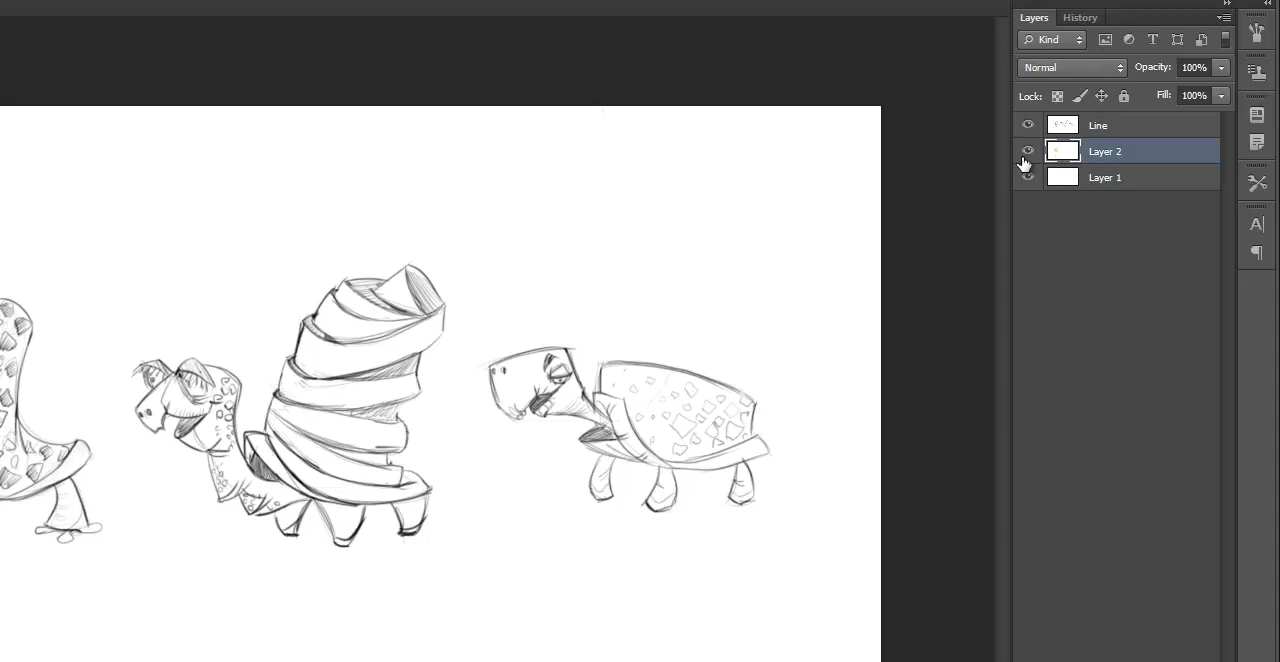 Layers History
Kind T
Normal Opacity: 100%
Lock: Fill: 100%
Line
Layer 2
Layer 1
A